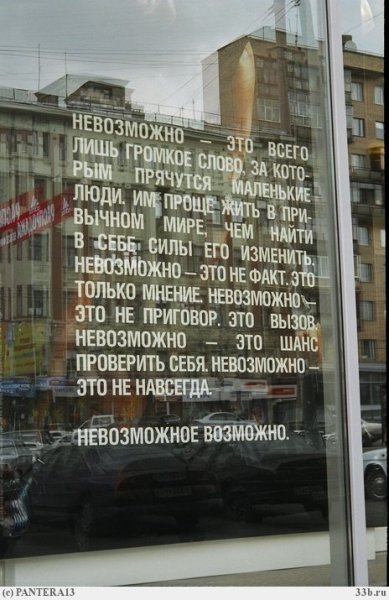 НЕВОЗМОЖНО – ЭТО ВСЕГО
ЛИШЬ ГРОМКОЕ СЛОВО, ЗА КОТО-
РЫМ ПРЯЧУТСЯ МАЛЕНЬКИЕ
ЛЮДИ. ИМ ПРОЩЕ ЖИТЬ В ПРИ-
ВЫЧНОМ МИРЕ, ЧЕМ НАЙТИ
В СЕБЕ СИЛЫ ЕГО ИЗМЕНИТЬ.
НЕВОЗМОЖНО – ЭТО НЕ ФАКТ. ЭТО
ТОЛЬКО МНЕНИЕ. НЕВОЗМОЖНО –
ЭТО НЕ ПРИГОВОР. ЭТО ВЫЗОВ.
НЕВОЗМОЖНО – ЭТО ШАНС
ПРОВЕРИТЬ СЕБЯ. НЕВОЗМОЖНО –
ЭТО НЕ НАВСЕГДА.
НЕВОЗМОЖНОЕ ВОЗМОЖНО.
(c) PANTERA13
33b.ru